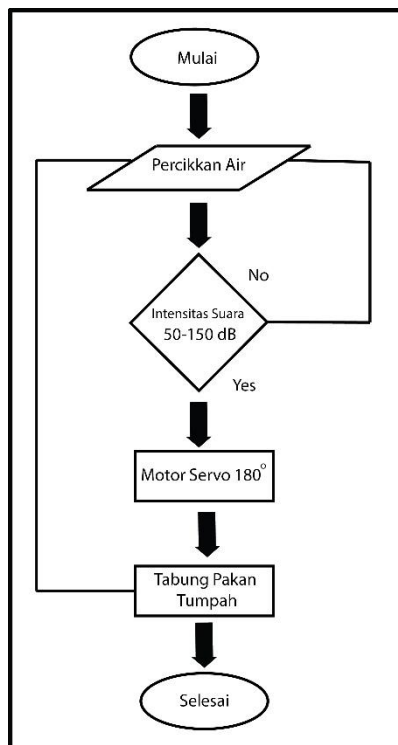 Mulai
Percikkan Air
No
Intensitas Suara
50-150 dB
Yes
Motor Servo 180°
Tabung Pakan
Tumpah
Selesai